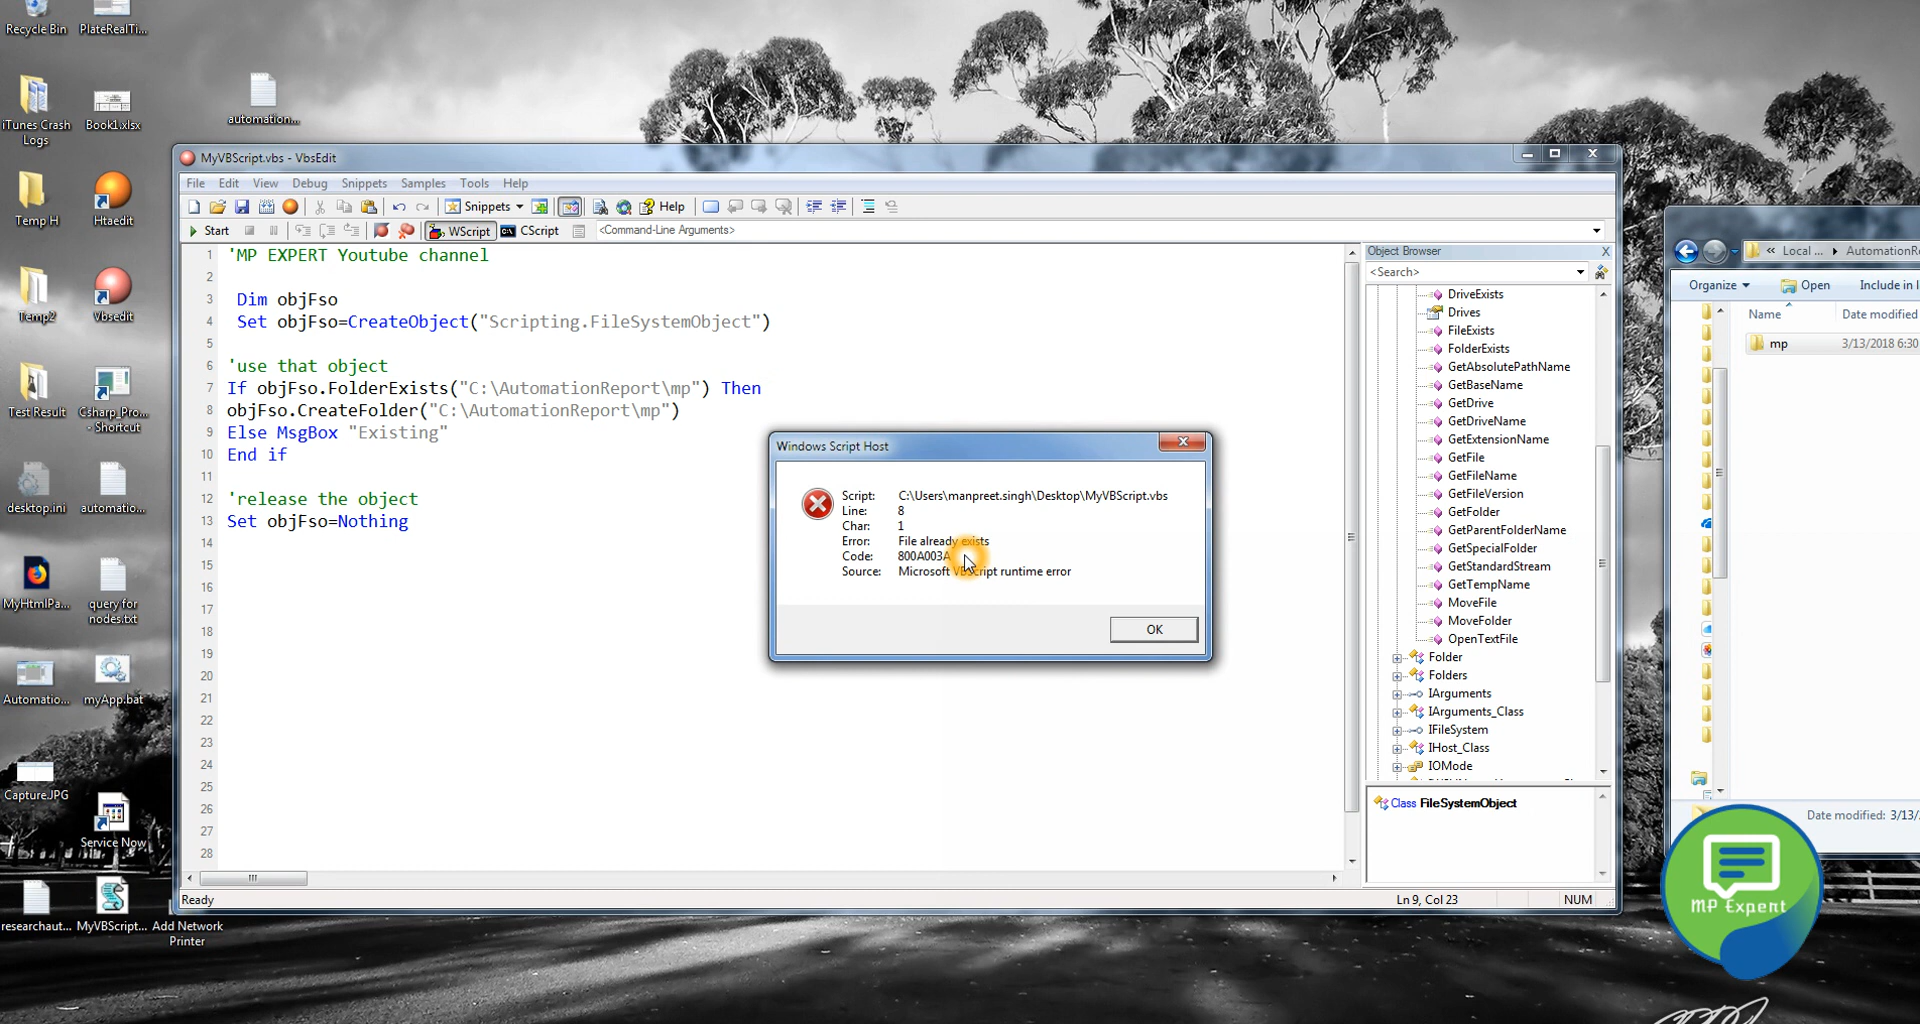 Recycle Bin
PlateRealTi...
iTunes Crash
Logs
Book1.xlsx
automation...
Temp H
Htaedit
Temp2
Vbsedit
Test Result
Csharp_Pro...
- Shortcut
desktop.ini
automatio...
MyHtmlPa...
query for
nodes.txt
Automatio...
myApp.bat
Capture.JPG
Service Now
researchaut...
MyVBScript...
Add Network
Printer
MyVBScript.vbs - VbsEdit
File Edit View Debug Snippets Samples Tools Help
Snippets Help
Start WScript CScript <Command-Line Arguments>
1 'MP EXPERT Youtube channel
2
3 Dim objFso
4 Set objFso=CreateObject("Scripting.FileSystemObject")
5
6 'use that object
7 If objFso.FolderExists("C:\AutomationReport\mp") Then
8 objFso.CreateFolder("C:\AutomationReport\mp")
9 Else MsgBox "Existing"
10 End if
11
12 'release the object
13 Set objFso=Nothing
14
15
16
17
18
19
20
21
22
23
24
25
26
27
28
Ready
Ln 9, Col 23
NUM
Windows Script Host
Script: C:\Users\manpreet.singh\Desktop\MyVBScript.vbs
Line: 8
Char: 1
Error: File already exists
Code: 800A003A
Source: Microsoft VBScript runtime error
OK
Object Browser
<Search>
DriveExists
Drives
FileExists
FolderExists
GetAbsolutePathName
GetBaseName
GetDrive
GetDriveName
GetExtensionName
GetFile
GetFileName
GetFileVersion
GetFolder
GetParentFolderName
GetSpecialFolder
GetStandardStream
GetTempName
MoveFile
MoveFolder
OpenTextFile
Folder
Folders
IArguments
IArguments_Class
IFileSystem
IHost_Class
IOMode
Class FileSystemObject
« Local ... AutomationRe
Organize Open Include in l
Name Date modified
mp 3/13/2018 6:30
Date modified: 3/13/
MP Expert